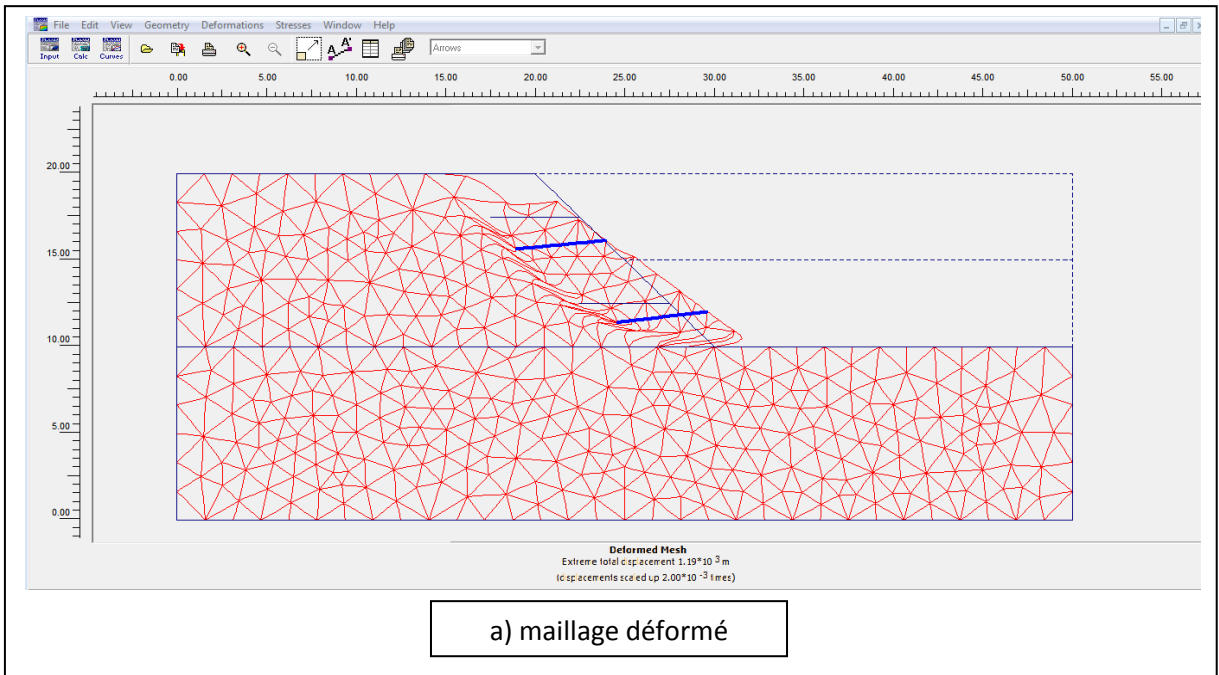 File Edit View Geometry Deformations Stresses Window Help
Input Calc Curves Arrows
0.00 5.00 10.00 15.00 20.00 25.00 30.00 35.00 40.00 45.00 50.00 55.00
20.00
15.00
10.00
5.00
0.00
Deformed Mesh
Extreme total displacement 1.19*10 3 m
(displacements scaled up 2.00*10 -3 times)
a) maillage déformé